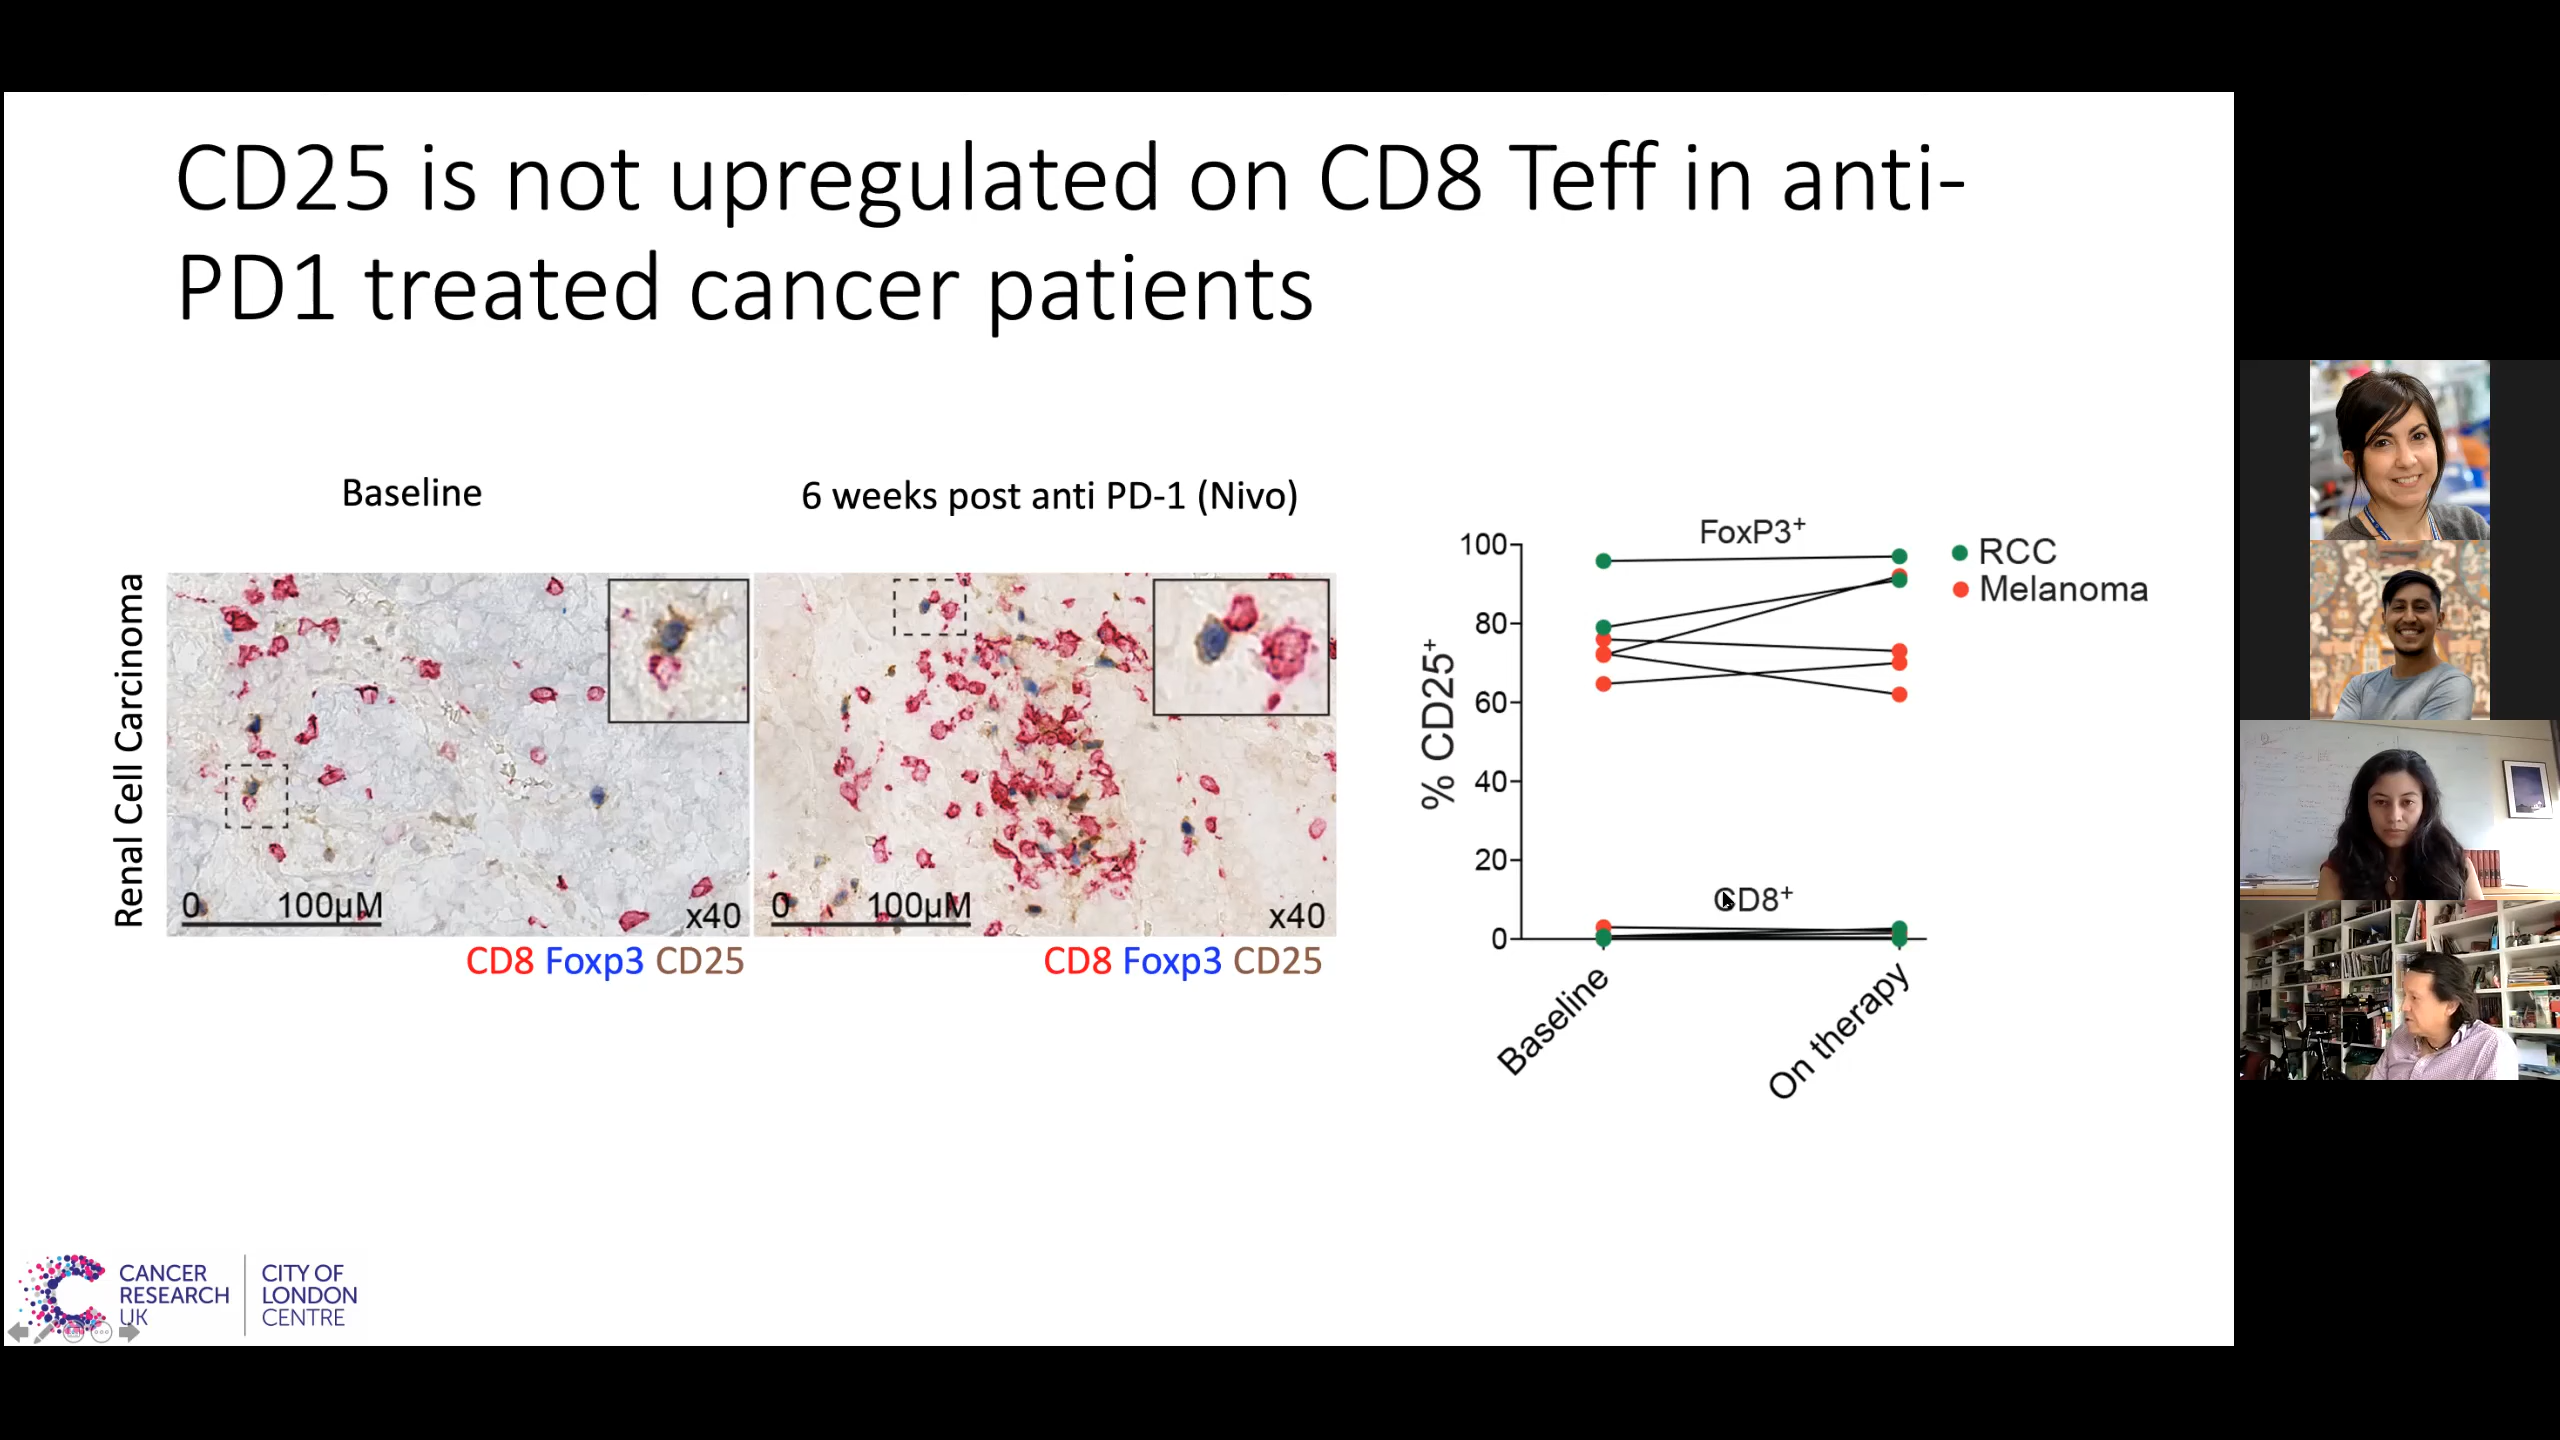 CD25 is not upregulated on CD8 Teff in anti-
PD1 treated cancer patients
Baseline
6 weeks post anti PD-1 (Nivo)
Renal Cell Carcinoma
0 100µM
x40
0 100µM
x40
CD8 Foxp3 CD25
CD8 Foxp3 CD25
% CD25+
100
80
60
40
20
0
FoxP3+
CD8+
RCC
Melanoma
Baseline
On therapy
CANCER
RESEARCH
UK
CITY OF
LONDON
CENTRE